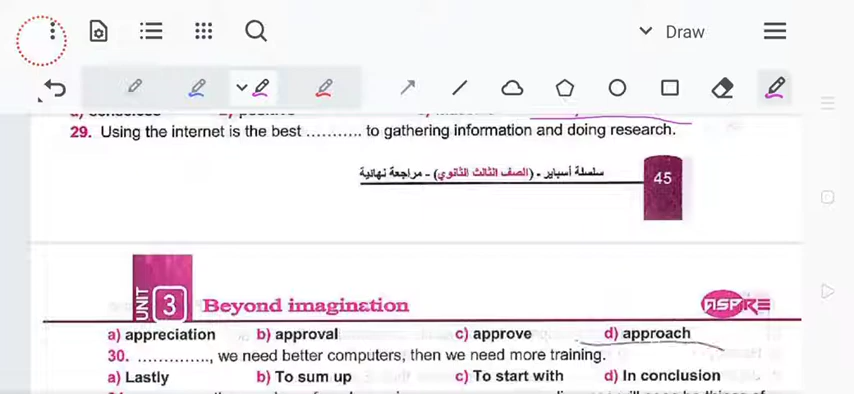 Draw
29. Using the internet is the best ........... to gathering information and doing research.
سلسلة أسباير - (الصف الثالث الثانوي) - مراجعة نهائية
45
UNIT 3 Beyond imagination
ASPIRE
a) appreciation b) approval c) approve d) approach
30. .............., we need better computers, then we need more training.
a) Lastly b) To sum up c) To start with d) In conclusion